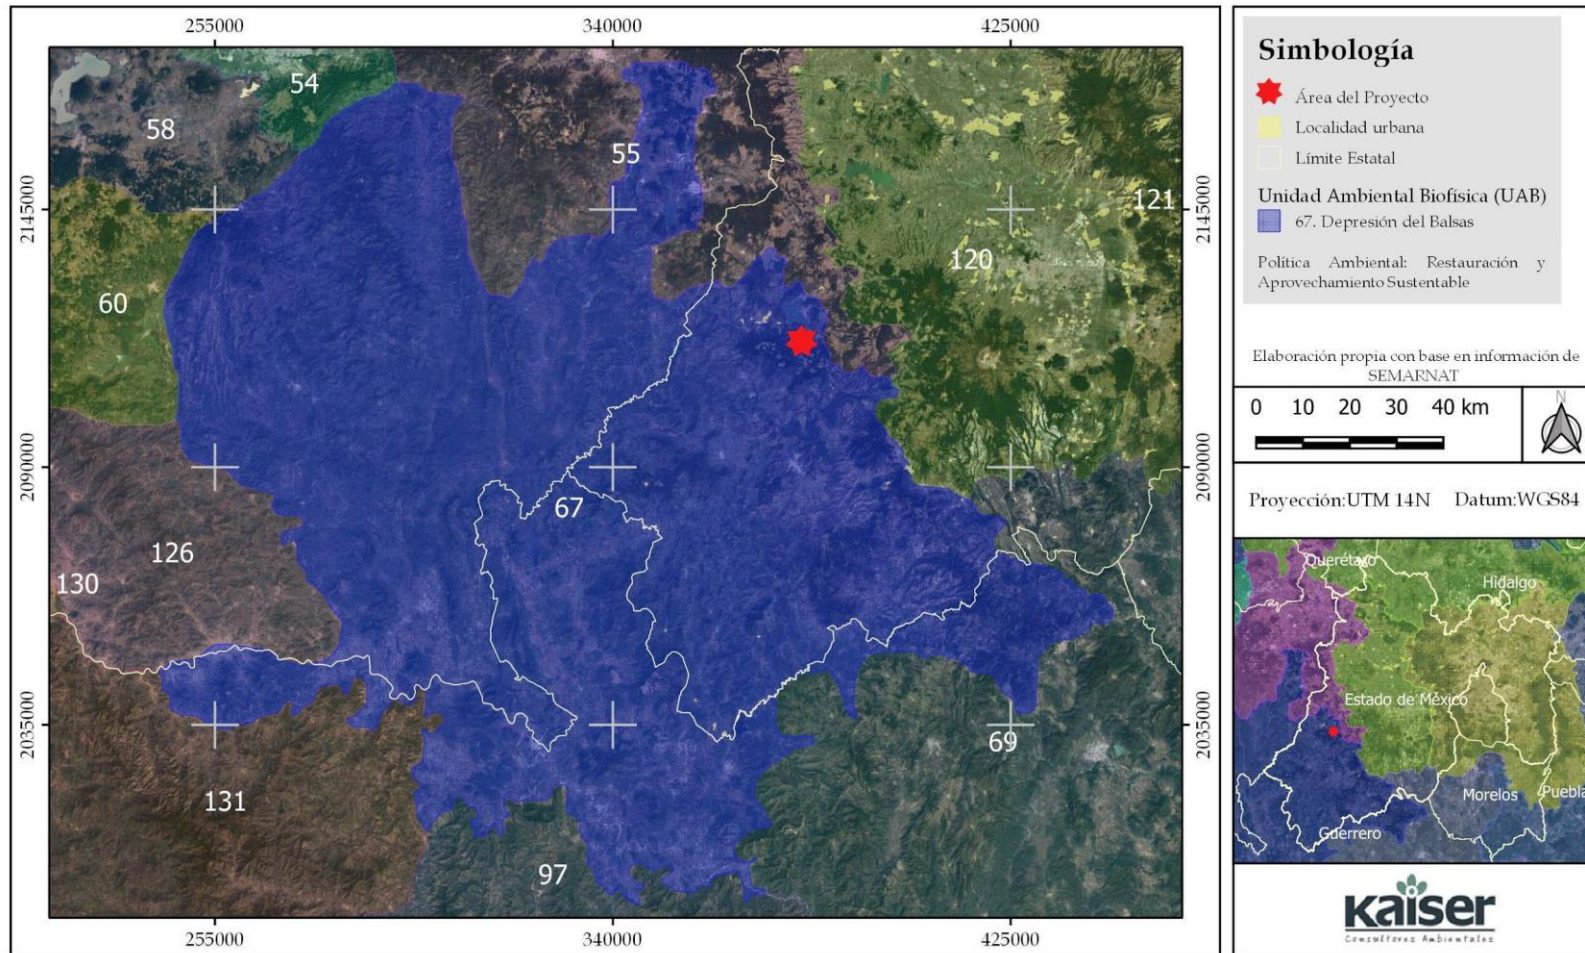 255000
340000
425000
2145000
2090000
2035000
2145000
2090000
2035000
255000
340000
425000
54
58
55
121
120
60
67
126
130
69
131
97
Simbología
Área del Proyecto
Localidad urbana
Límite Estatal
Unidad Ambiental Biofísica (UAB)
67. Depresión del Balsas
Política Ambiental: Restauración y
Aprovechamiento Sustentable
Elaboración propia con base en información de
SEMARNAT
0 10 20 30 40 km
N
Proyección:UTM 14N Datum:WGS84
Querétaro
Hidalgo
Estado de México
Morelos
Puebla
Guerrero
Kaiser
Consultores Ambientales